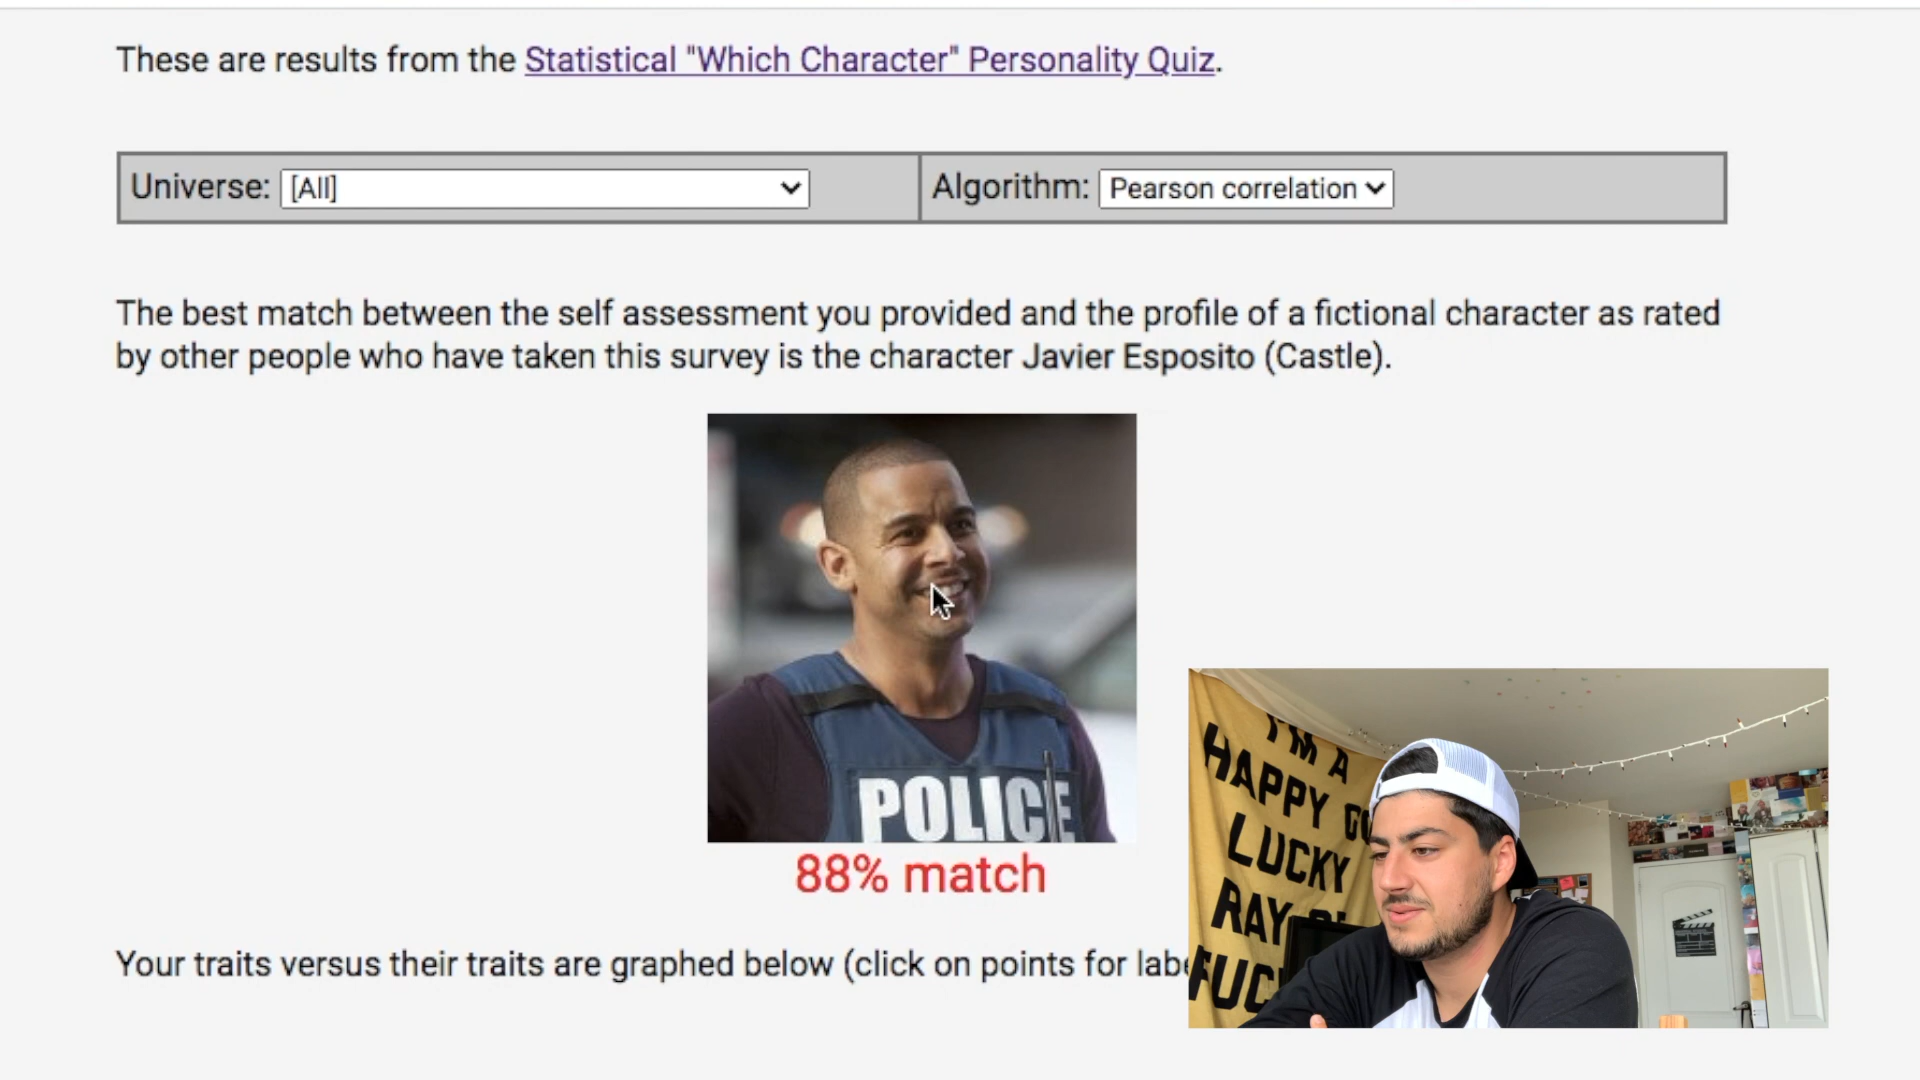 These are results from the Statistical "Which Character" Personality Quiz.
Universe: [All]
Algorithm: Pearson correlation
The best match between the self assessment you provided and the profile of a fictional character as rated
by other people who have taken this survey is the character Javier Esposito (Castle).
POLICE
88% match
Your traits versus their traits are graphed below (click on points for
I'M A
HAPPY GO
LUCKY
RAY